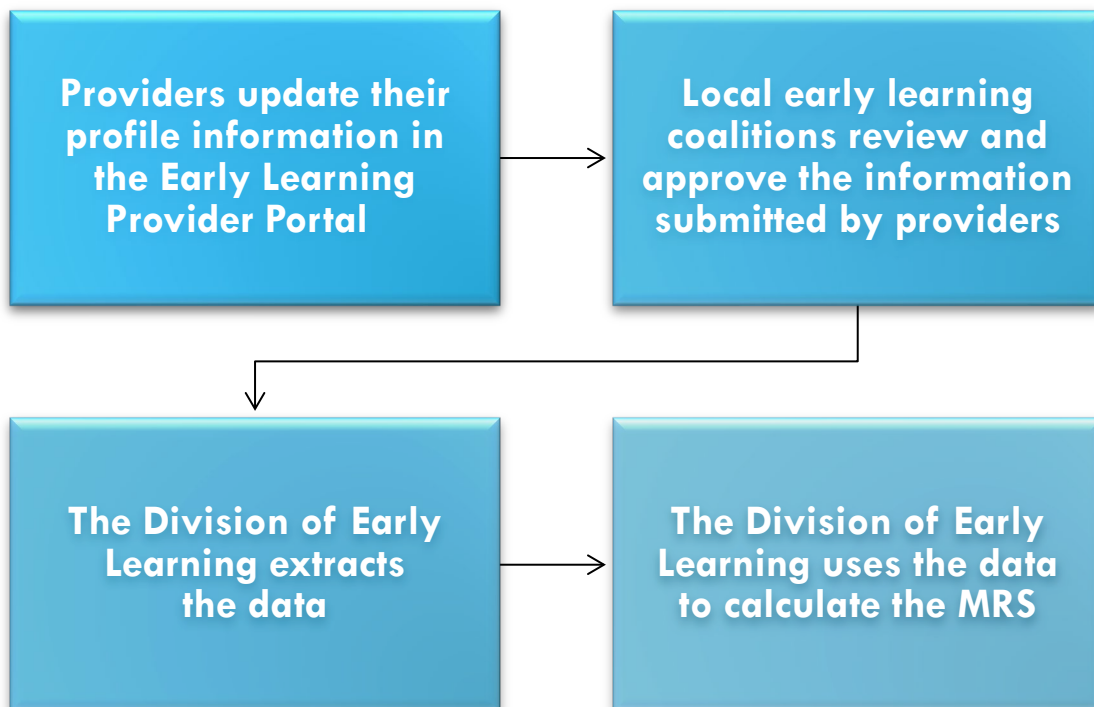 Providers update their
profile information in
the Early Learning
Provider Portal
Local early learning
coalitions review and
approve the information
submitted by providers
The Division of Early
Learning extracts
the data
The Division of Early
Learning uses the data
to calculate the MRS